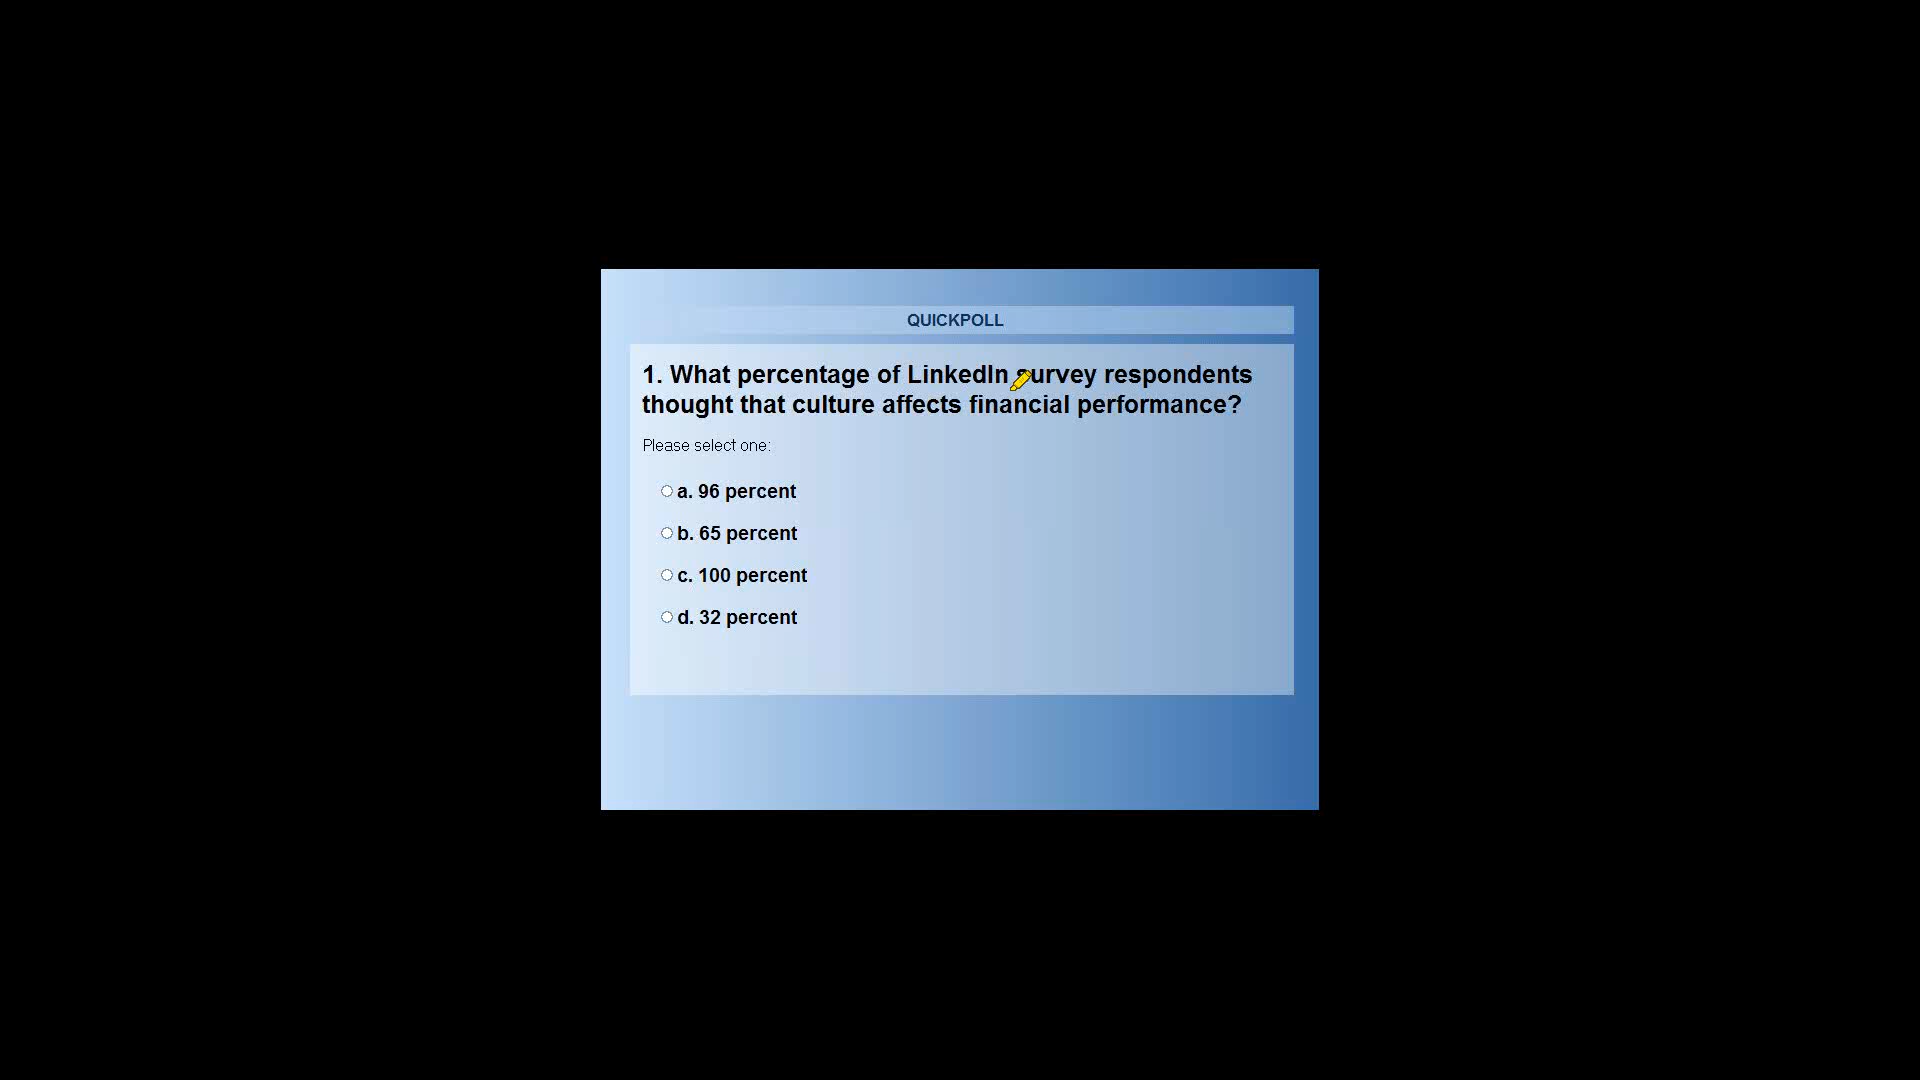 QUICKPOLL
1. What percentage of LinkedIn survey respondents
thought that culture affects financial performance?
Please select one:
a. 96 percent
b. 65 percent
c. 100 percent
d. 32 percent